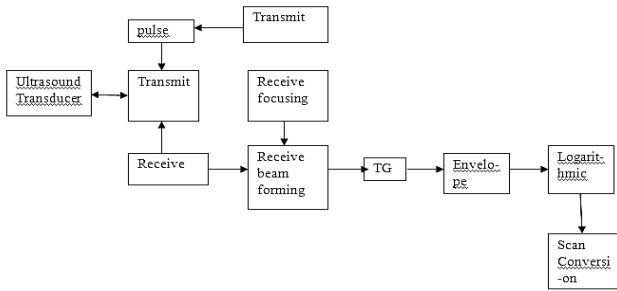 Transmit
pulse
Ultrasound
Transducer
Transmit
Receive
focusing
Receive
Receive
beam
forming
TG
Envelo-
pe
Logarit-
hmic
Scan
Conversi
-on